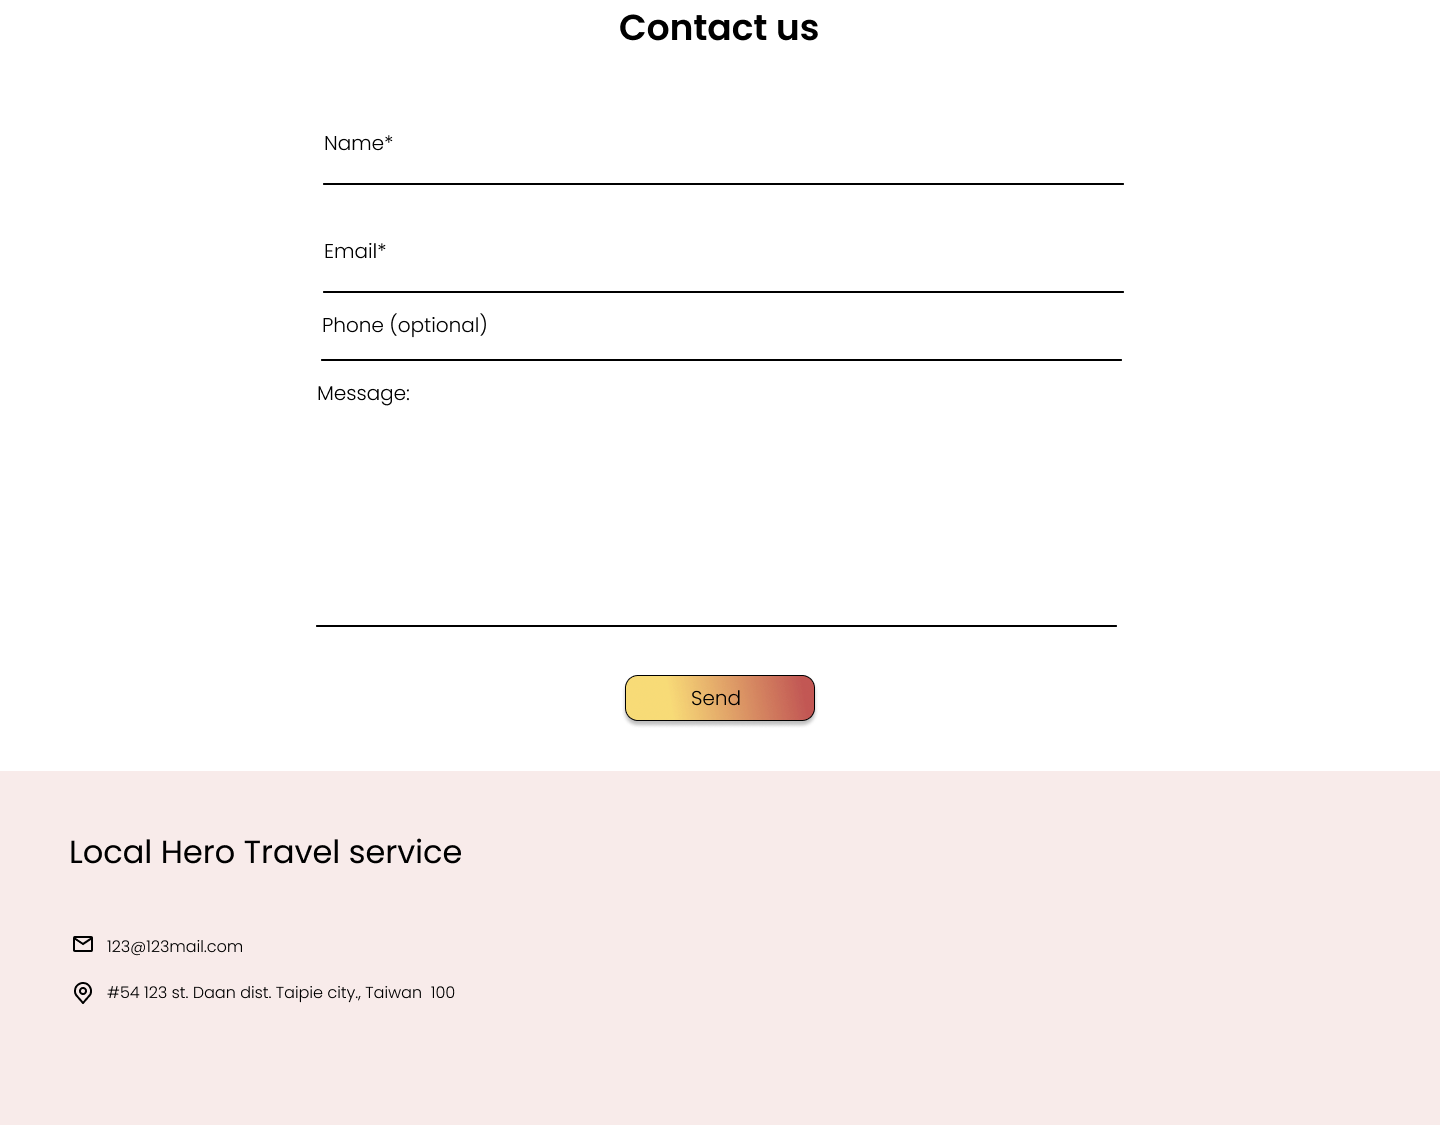 Contact us
Name*
Email*
Phone (optional)
Message:
Send
Local Hero Travel service
123@123mail.com
#54 123 st. Daan dist. Taipie city., Taiwan  100